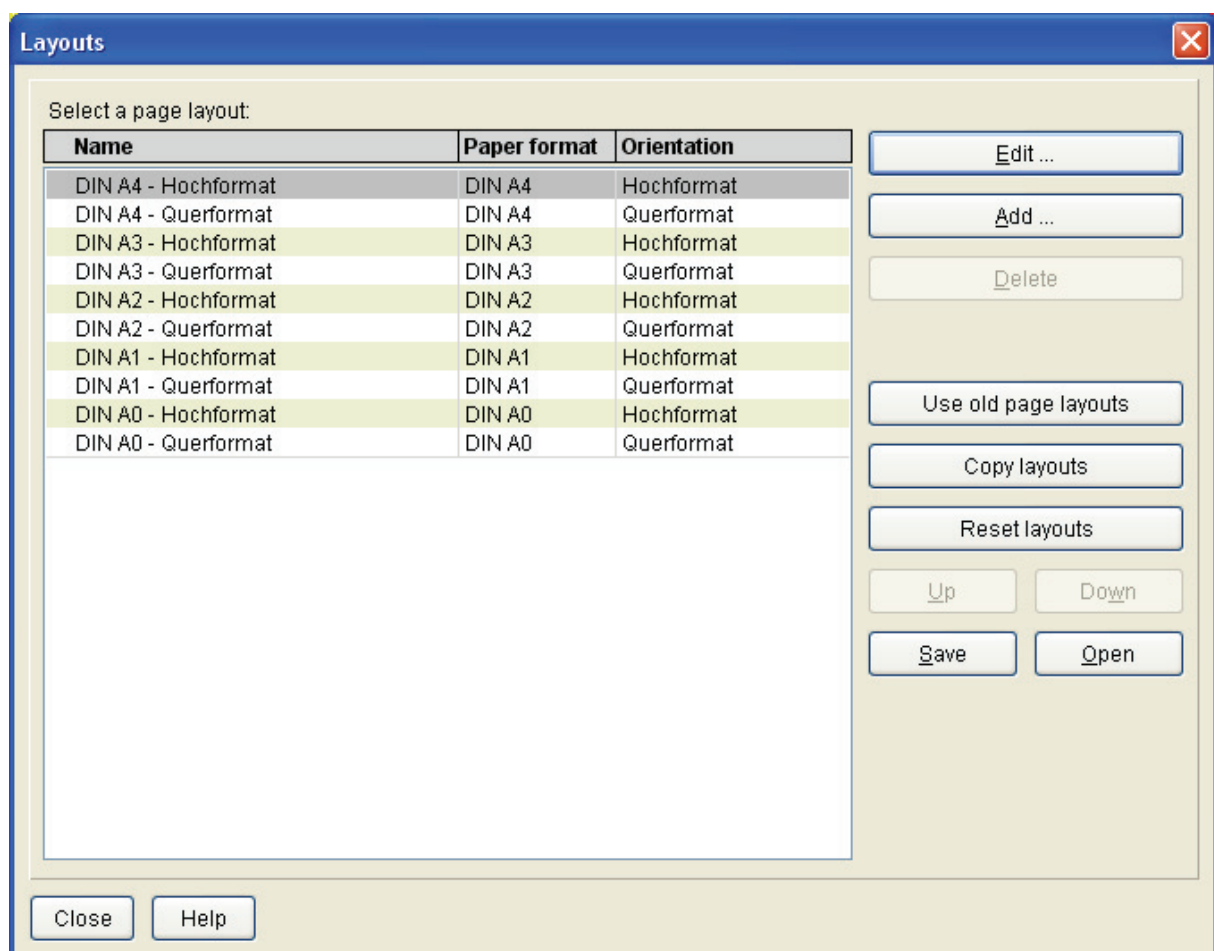 Layouts
Select a page layout:
Name Paper format Orientation
DIN A4 - Hochformat DIN A4 Hochformat
DIN A4 - Querformat DIN A4 Querformat
DIN A3 - Hochformat DIN A3 Hochformat
DIN A3 - Querformat DIN A3 Querformat
DIN A2 - Hochformat DIN A2 Hochformat
DIN A2 - Querformat DIN A2 Querformat
DIN A1 - Hochformat DIN A1 Hochformat
DIN A1 - Querformat DIN A1 Querformat
DIN A0 - Hochformat DIN A0 Hochformat
DIN A0 - Querformat DIN A0 Querformat
Edit ...
Add ...
Delete
Use old page layouts
Copy layouts
Reset layouts
Up Down
Save Open
Close Help